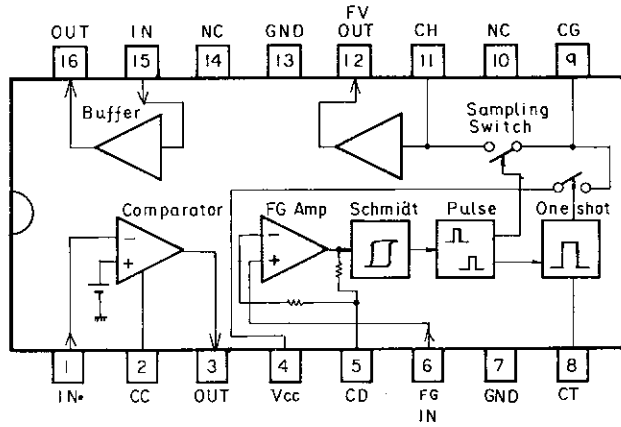 FV
OUT IN NC GND OUT CH NC CG
16 15 14 13 12 11 10 9
Buffer
Sampling
Switch
Comparator FG Amp Schmidt Pulse One shot
− −
+ +
1 2 3 4 5 6 7 8
IN• CC OUT Vcc CD FG GND CT
IN